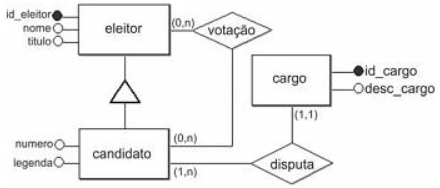 id_eleitor
nome
titulo
eleitor
(0,n)
votação
cargo
id_cargo
desc_cargo
(1,1)
numero
legenda
candidato
(0,n)
(1,n)
disputa